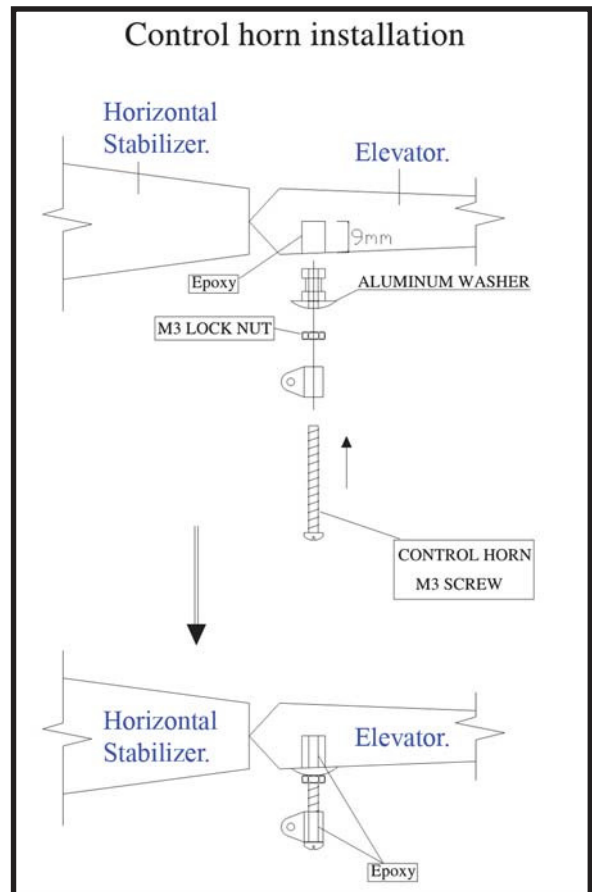 Control horn installation
Horizontal
Stabilizer.
Elevator.
9mm
Epoxy
ALUMINUM WASHER
M3 LOCK NUT
CONTROL HORN
M3 SCREW
Horizontal
Stabilizer.
Elevator.
Epoxy